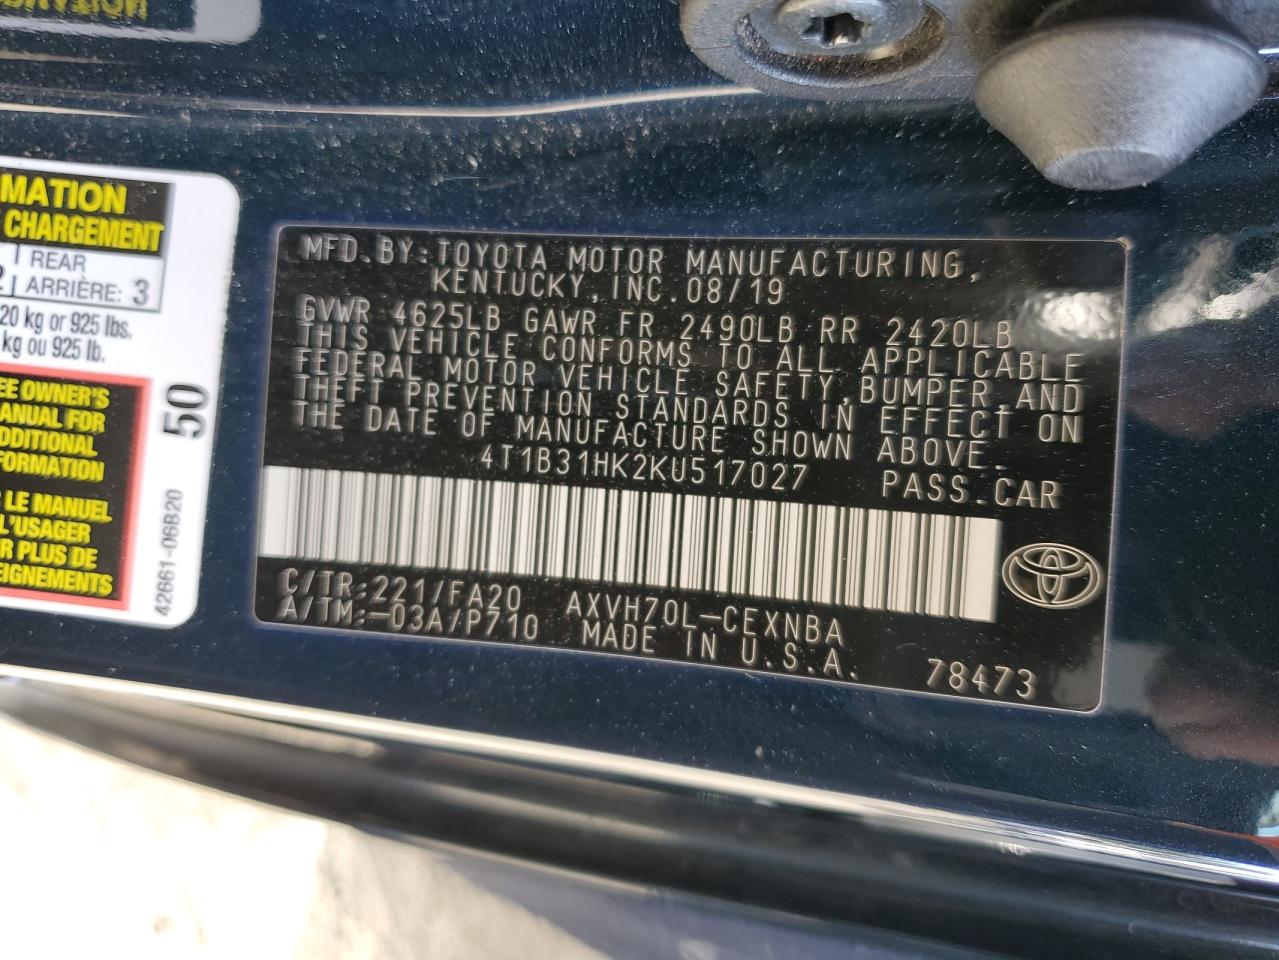 MATION
CHARGEMENT
REAR
ARRIÈRE: 3
20 kg or 925 lbs.
kg ou 925 lb.
EE OWNER'S
ANUAL FOR
DDITIONAL
FORMATION
LE MANUEL
L'USAGER
R PLUS DE
EIGNEMENTS
50
42661-06B20
MFD.BY:TOYOTA MOTOR MANUFACTURING,
KENTUCKY,INC.08/19
GVWR 4625LB GAWR FR 2490LB RR 2420LB
THIS VEHICLE CONFORMS TO ALL APPLICABLE
FEDERAL MOTOR VEHICLE SAFETY,BUMPER,AND
THEFT PREVENTION STANDARDS IN EFFECT ON
THE DATE OF MANUFACTURE SHOWN ABOVE.
4T1B31HK2KU517027 PASS.CAR
C/TR:221/FA20 AXVH70L-CEXNBA
A/TM:-03A/P710 MADE IN U.S.A.
78473